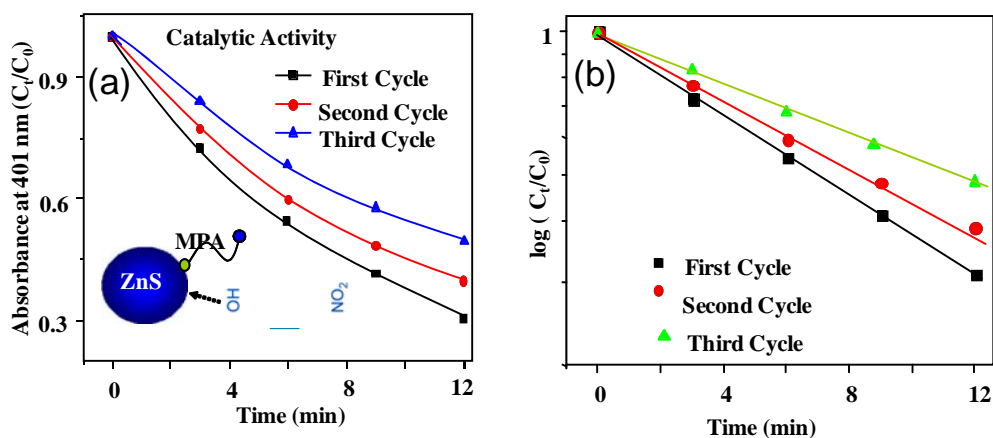 (a)
Catalytic Activity
First Cycle
Second Cycle
Third Cycle
Absorbance at 401 nm (Cₜ/C₀)
0.9
0.6
0.3
MPA
ZnS
OH
NO₂
0 4 8 12
Time (min)
(b)
1
log ( Cₜ/C₀)
First Cycle
Second Cycle
Third Cycle
0 4 8 12
Time (min)